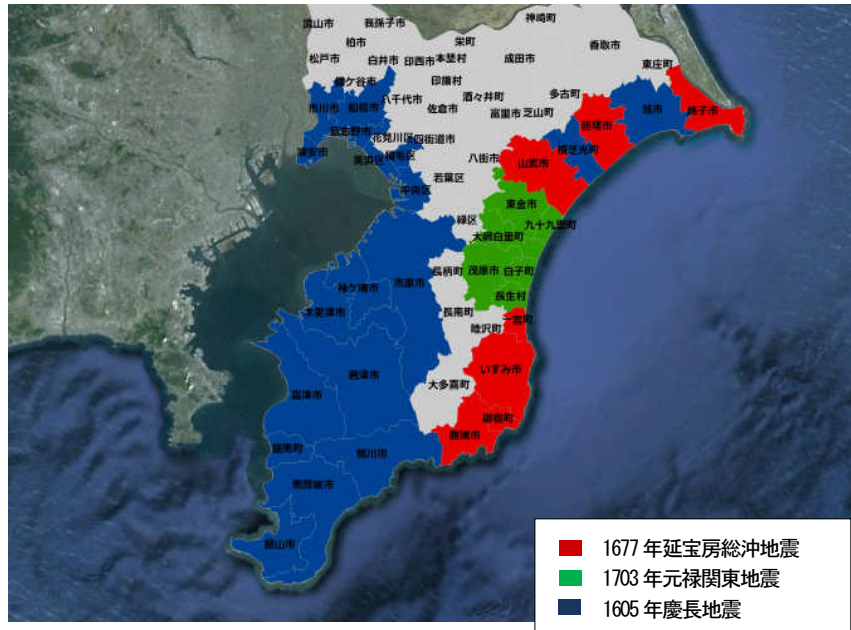 神崎町
流山市
我孫子市
柏市
栄町
香取市
松戸市
白井市
印西市
本埜村
成田市
東庄町
鎌ケ谷市
印旛村
酒々井町
多古町
市川市
船橋市
八千代市
佐倉市
富里市
芝山町
匝瑳市
旭市
銚子市
習志野市
花見川区
四街道市
浦安市
美浜区
稲毛区
八街市
山武市
横芝光町
中央区
若葉区
東金市
緑区
九十九里町
大網白里町
長柄町
茂原市
白子町
袖ケ浦市
市原市
長生村
木更津市
長南町
一宮町
睦沢町
君津市
いすみ市
大多喜町
富津市
御宿町
勝浦市
鋸南町
鴨川市
南房総市
館山市
1677 年延宝房総沖地震
1703 年元禄関東地震
1605 年慶長地震